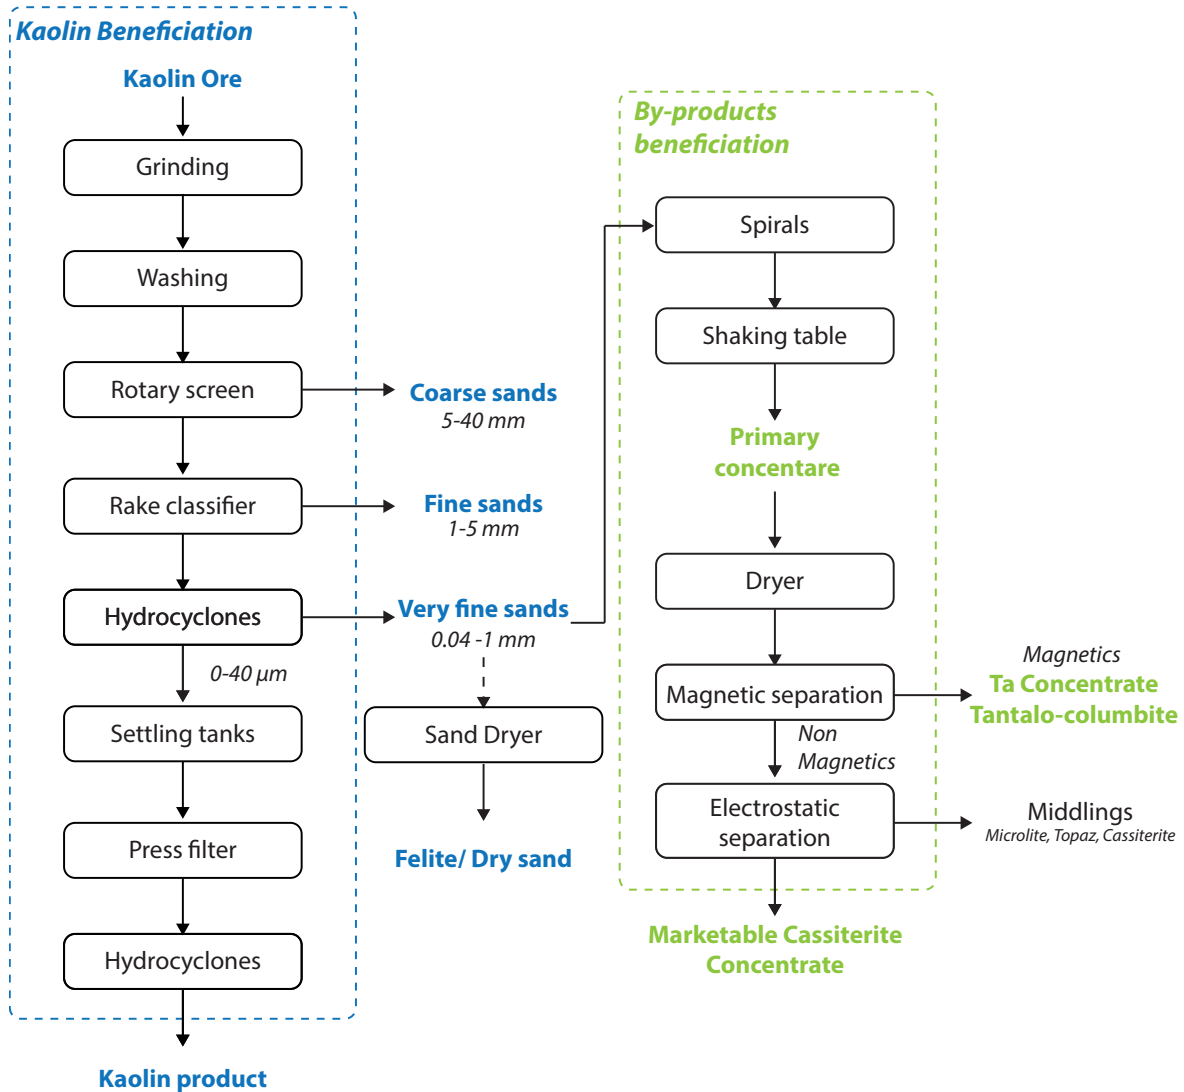 Kaolin Beneficiation
Kaolin Ore
Grinding
Washing
Rotary screen
Coarse sands
5-40 mm
Rake classifier
Fine sands
1-5 mm
Hydrocyclones
Very fine sands
0.04 -1 mm
0-40 μm
Settling tanks
Sand Dryer
Press filter
Felite/ Dry sand
Hydrocyclones
Kaolin product
By-products
beneficiation
Spirals
Shaking table
Primary
concentare
Dryer
Magnetic separation
Magnetics
Ta Concentrate
Tantalo-columbite
Non
Magnetics
Electrostatic
separation
Middlings
Microlite, Topaz, Cassiterite
Marketable Cassiterite
Concentrate